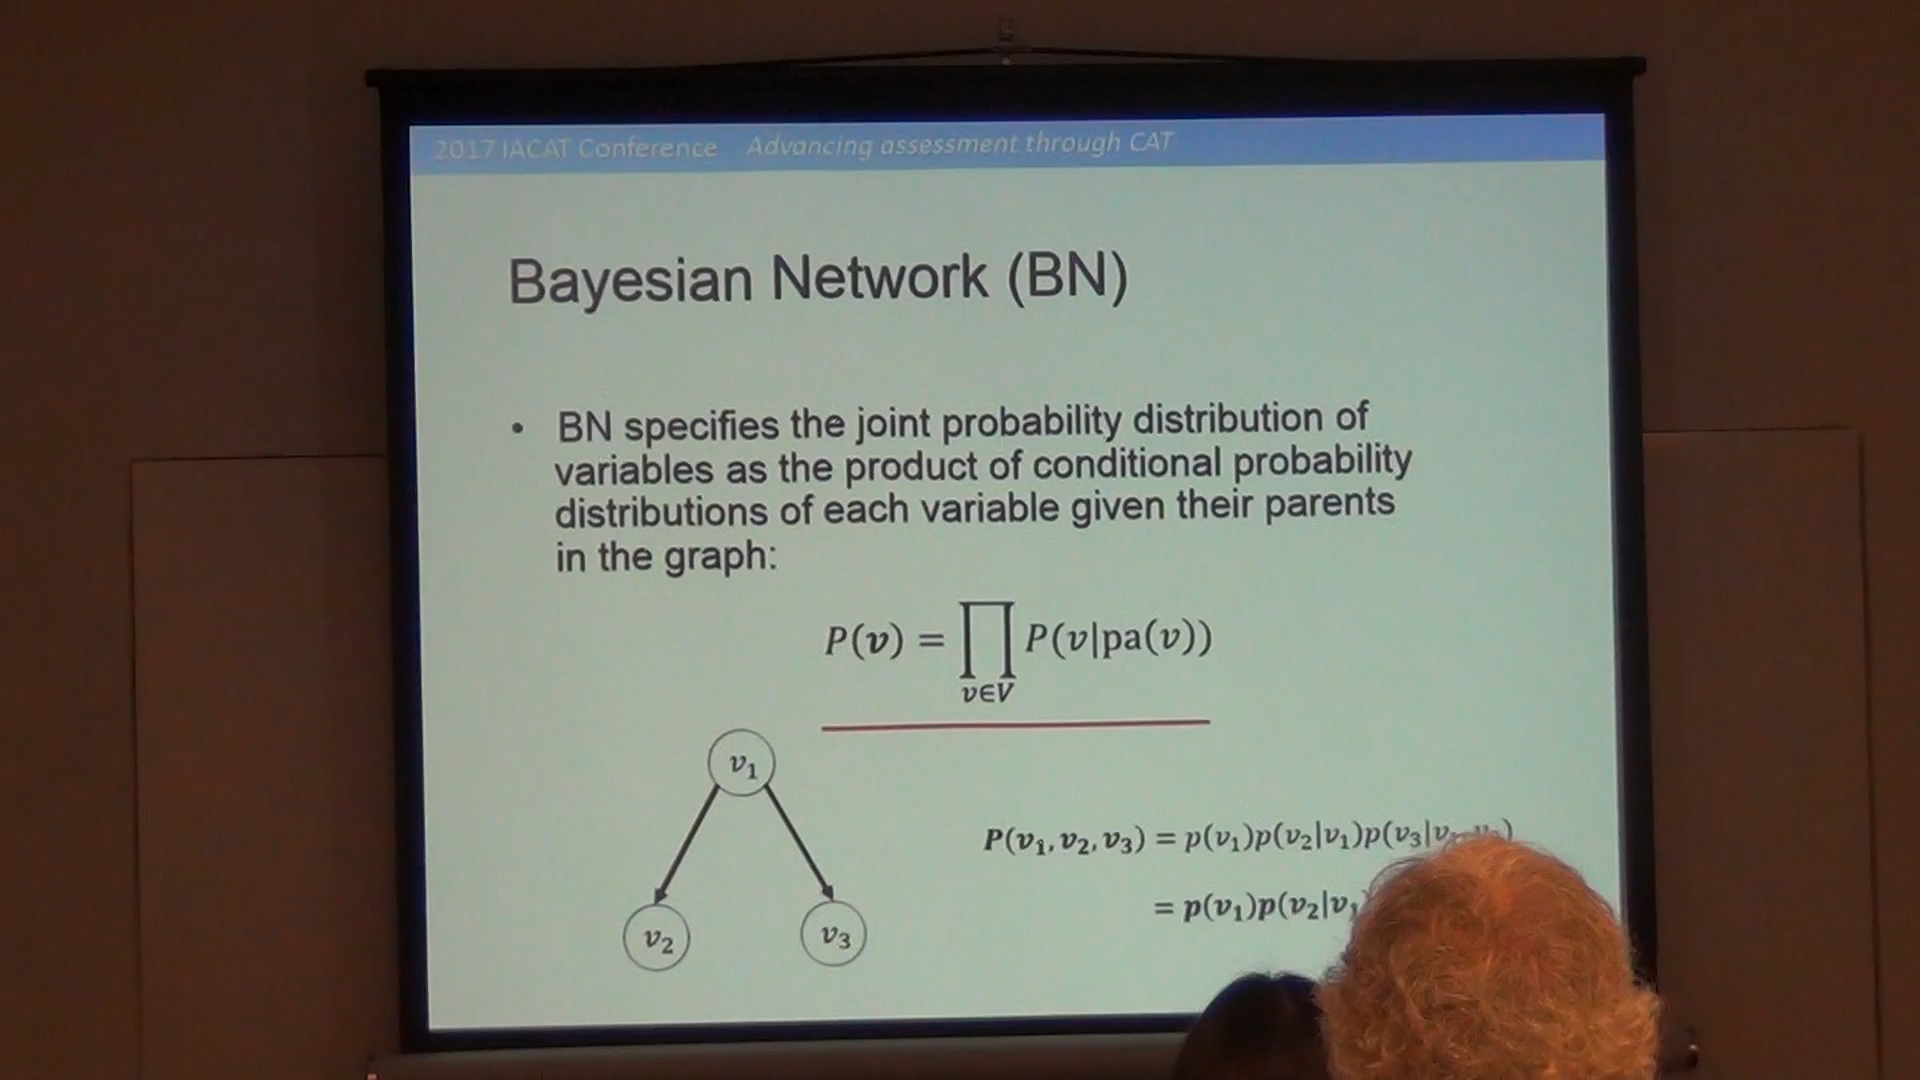 2017 IACAT Conference Advancing assessment through CAT
Bayesian Network (BN)
• BN specifies the joint probability distribution of
variables as the product of conditional probability
distributions of each variable given their parents
in the graph:
P(v) = ∏ P(v|pa(v))
v∈V
v₁
P(v₁, v₂, v₃) = p(v₁)p(v₂|v₁)p(v₃|v
= p(v₁)p(v₂|v₁
v₂ v₃